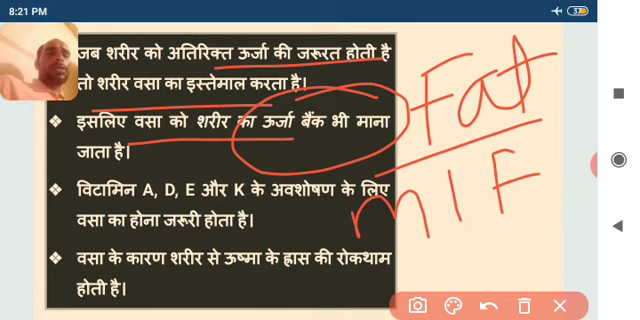 8:21 PM
37
जब शरीर को अतिरिक्त ऊर्जा की जरूरत होती है
तो शरीर वसा का इस्तेमाल करता है।
❖ इसलिए वसा को शरीर का ऊर्जा बैंक भी माना
जाता है।
❖ विटामिन A, D, E और K के अवशोषण के लिए
वसा का होना जरूरी होता है।
❖ वसा के कारण शरीर से ऊष्मा के ह्रास की रोकथाम
होती है।
Fat
m I F